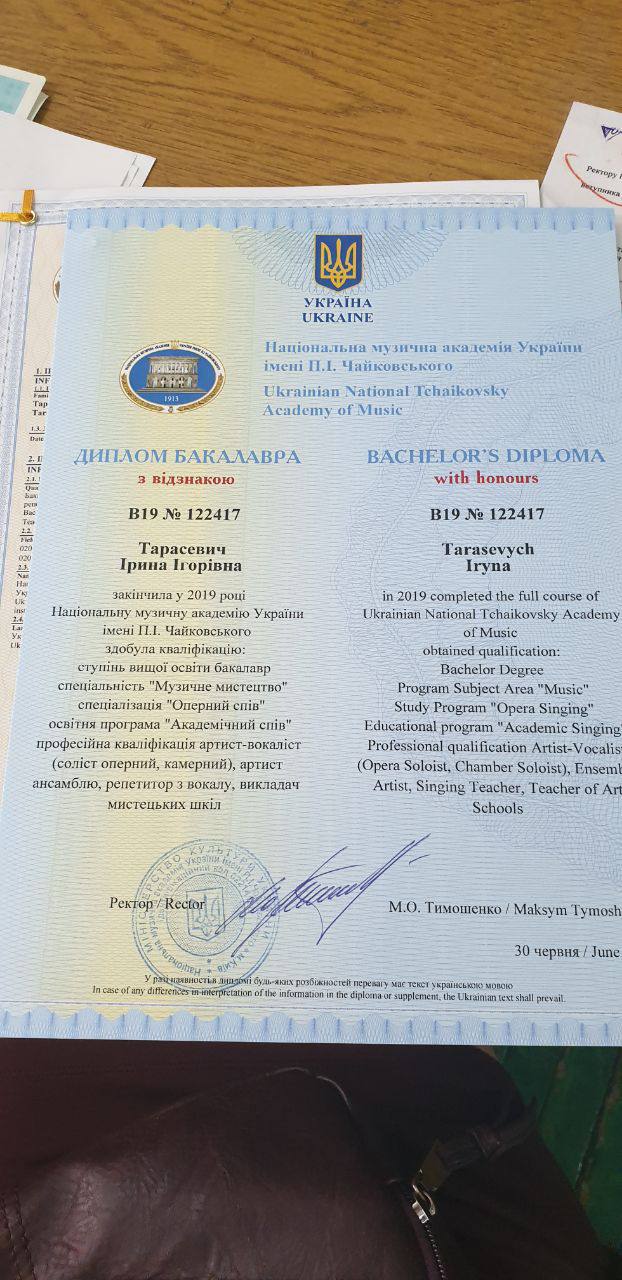 УКРАЇНА
UKRAINE
Національна музична академія України
імені П.І. Чайковського
Ukrainian National Tchaikovsky
Academy of Music
1913
ДИПЛОМ БАКАЛАВРА
з відзнакою
В19 № 122417
Тарасевич
Ірина Ігорівна
закінчила у 2019 році
Національну музичну академію України
імені П.І. Чайковського
здобула кваліфікацію:
ступінь вищої освіти бакалавр
спеціальність "Музичне мистецтво"
спеціалізація "Оперний спів"
освітня програма "Академічний спів"
професійна кваліфікація артист-вокаліст
(соліст оперний, камерний), артист
ансамблю, репетитор з вокалу, викладач
мистецьких шкіл
BACHELOR'S DIPLOMA
with honours
B19 № 122417
Tarasevych
Iryna
in 2019 completed the full course of
Ukrainian National Tchaikovsky Academy
of Music
obtained qualification:
Bachelor Degree
Program Subject Area "Music"
Study Program "Opera Singing"
Educational program "Academic Singing"
Professional qualification Artist-Vocalis
(Opera Soloist, Chamber Soloist), Ensemb
Artist, Singing Teacher, Teacher of Art
Schools
Ректор / Rector
М.О. Тимошенко / Maksym Tymosh
30 червня / June
У разі наявності в дипломі будь-яких розбіжностей перевагу має текст українською мовою
In case of any differences in interpretation of the information in the diploma or supplement, the Ukrainian text shall prevail.
Ректору
вступника